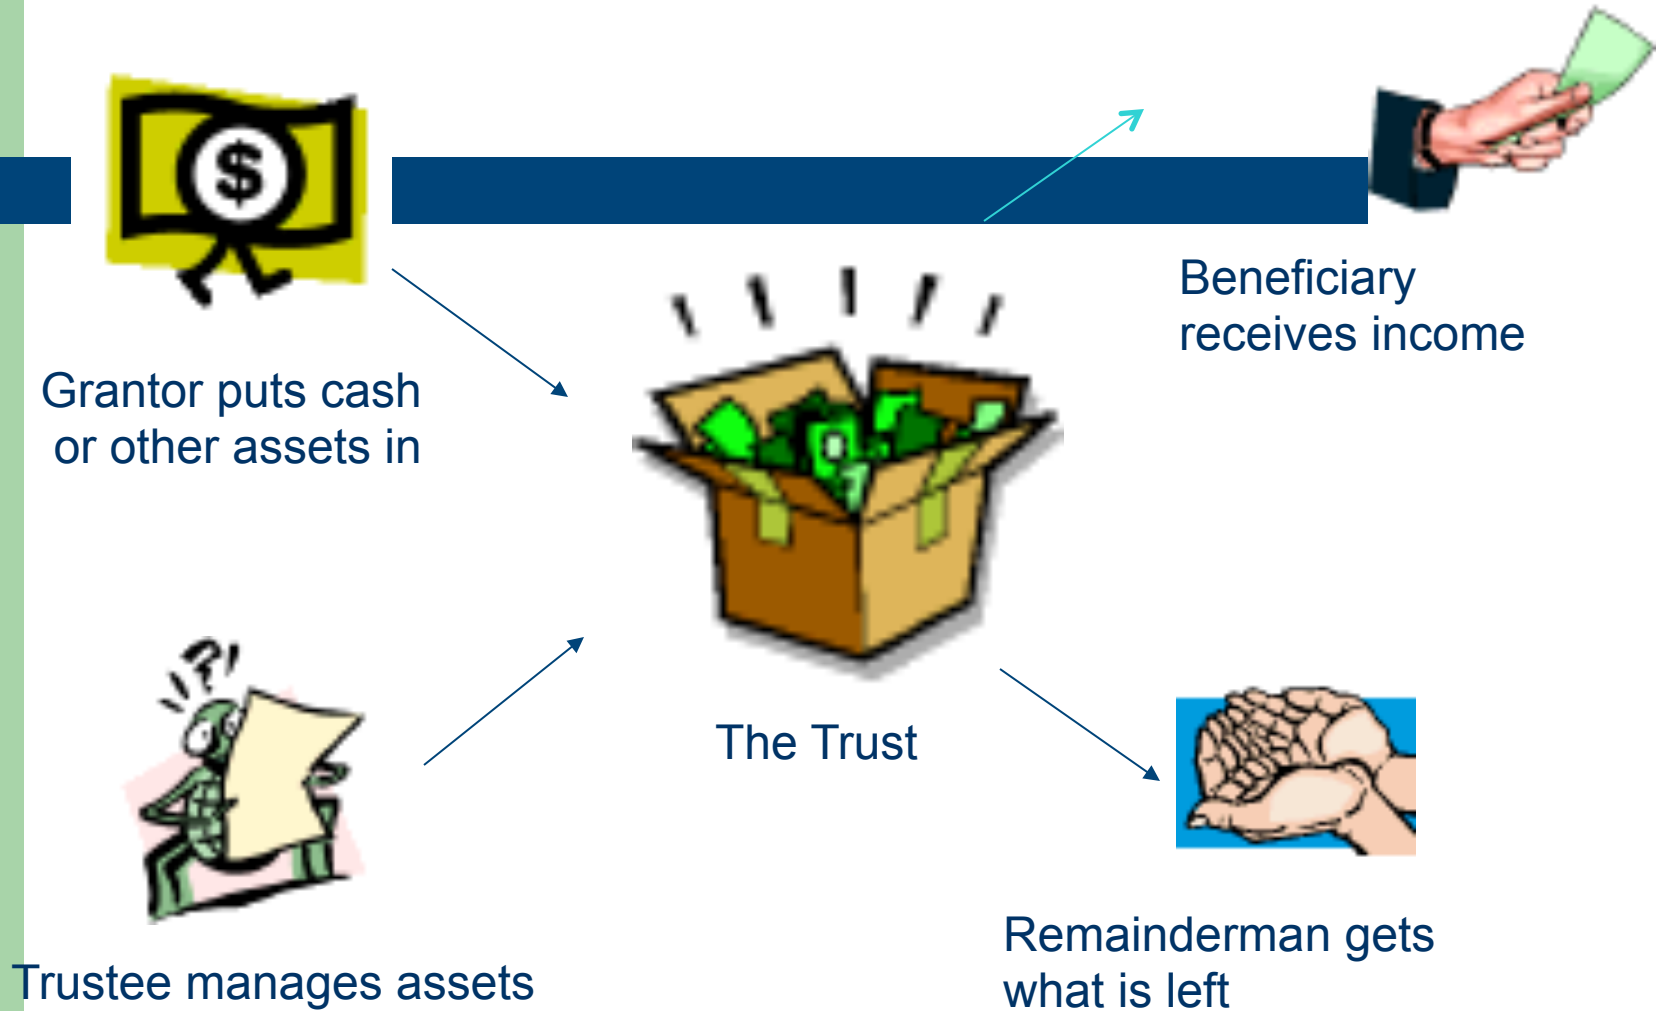 Grantor puts cash
or other assets in
Beneficiary
receives income
The Trust
Trustee manages assets
Remainderman gets
what is left
$
?!